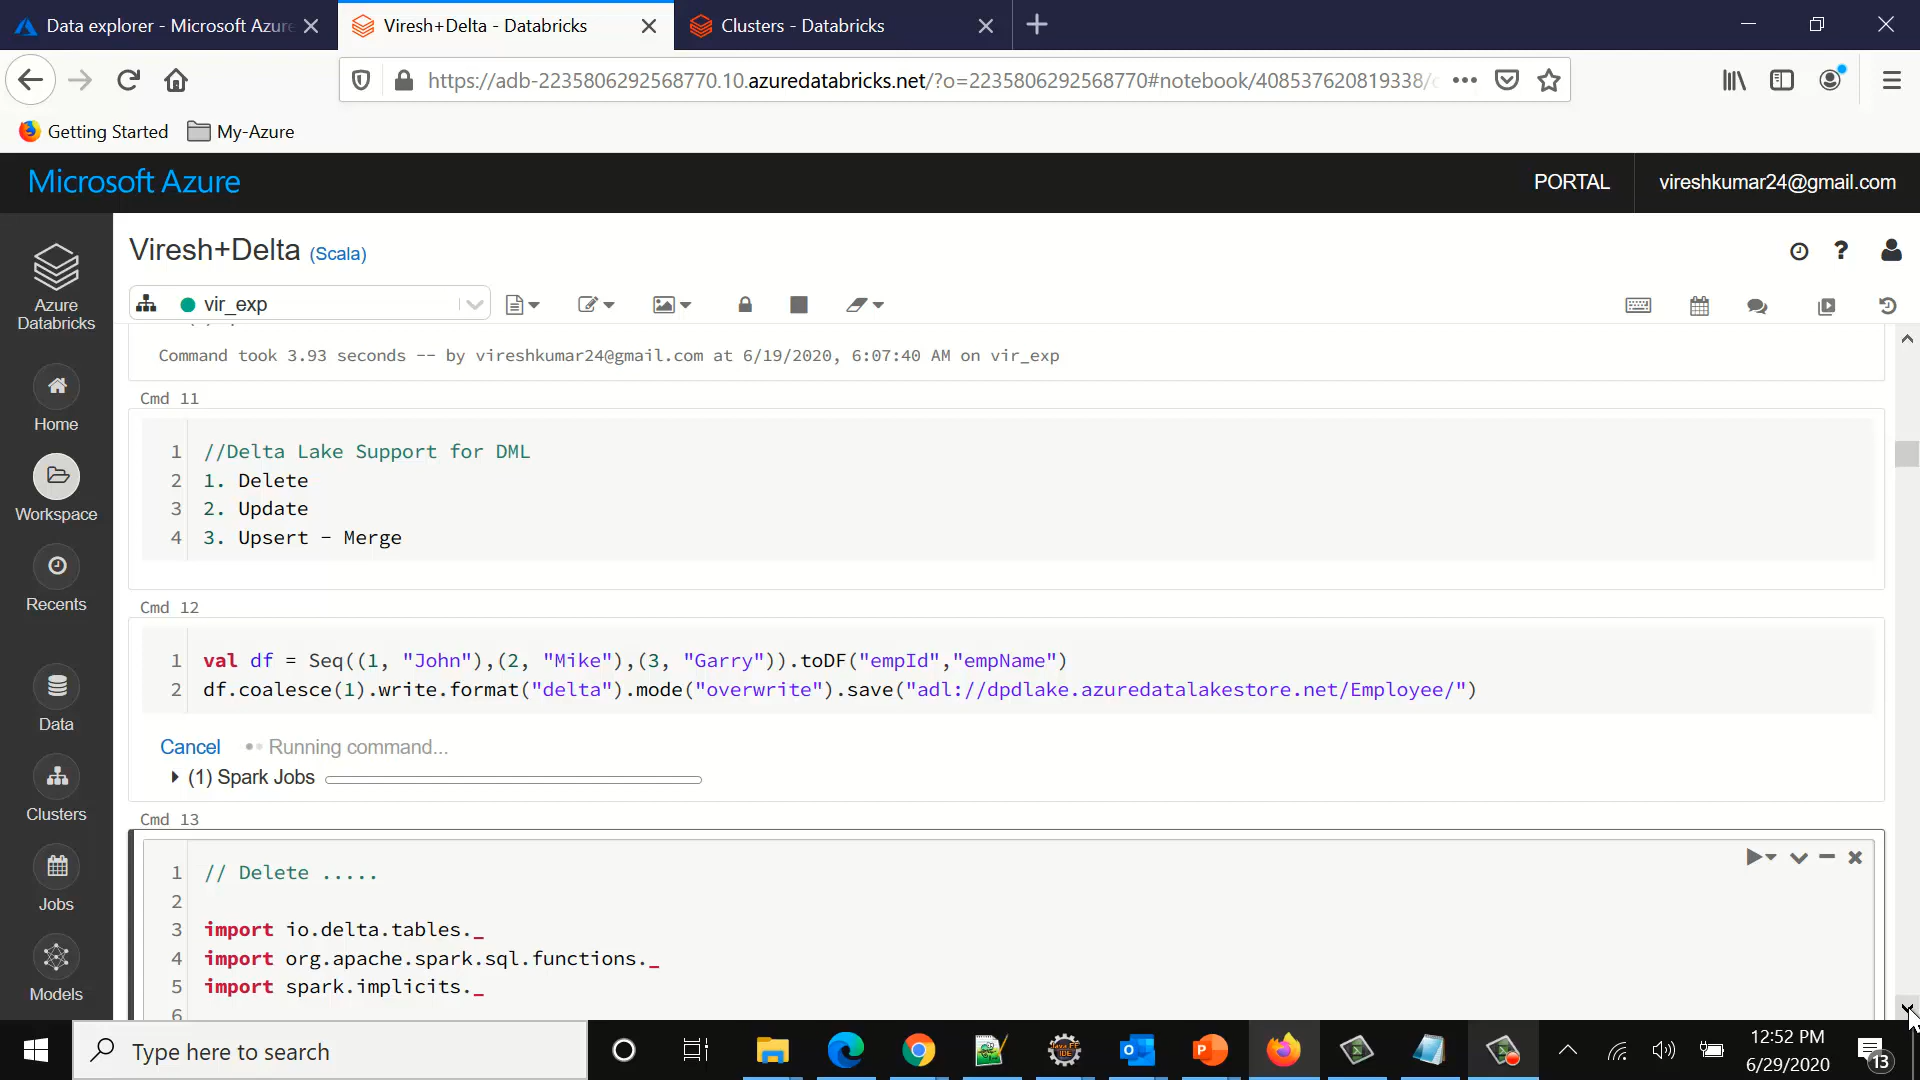 Data explorer - Microsoft Azure
Viresh+Delta - Databricks
Clusters - Databricks
https://adb-2235806292568770.10.azuredatabricks.net/?o=2235806292568770#notebook/408537620819338/
Getting Started
My-Azure
Microsoft Azure
PORTAL
vireshkumar24@gmail.com
Viresh+Delta (Scala)
vir_exp
Azure
Databricks
Home
Workspace
Recents
Data
Clusters
Jobs
Models
Command took 3.93 seconds -- by vireshkumar24@gmail.com at 6/19/2020, 6:07:40 AM on vir_exp
Cmd 11
1 //Delta Lake Support for DML
2 1. Delete
3 2. Update
4 3. Upsert - Merge
Cmd 12
1 val df = Seq((1, "John"),(2, "Mike"),(3, "Garry")).toDF("empId","empName")
2 df.coalesce(1).write.format("delta").mode("overwrite").save("adl://dpdlake.azuredatalakestore.net/Employee/")
Cancel Running command...
(1) Spark Jobs
Cmd 13
1 // Delete .....
2
3 import io.delta.tables._
4 import org.apache.spark.sql.functions._
5 import spark.implicits._
6
Type here to search
12:52 PM
6/29/2020
13